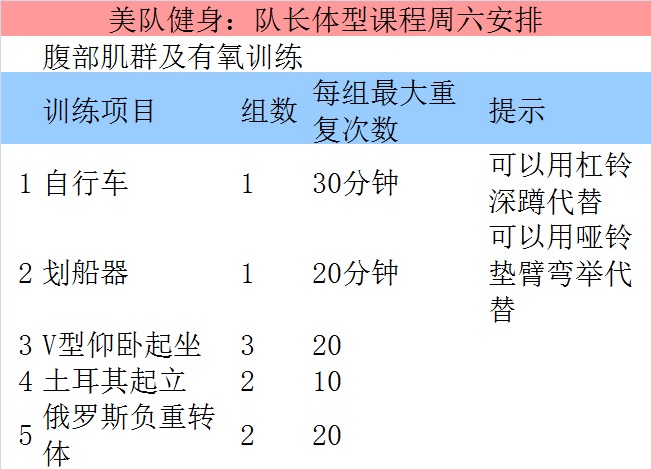 美队健身：队长体型课程周六安排
腹部肌群及有氧训练
训练项目 组数 每组最大重复次数 提示
1 自行车 1 30分钟 可以用杠铃深蹲代替
2 划船器 1 20分钟 可以用哑铃垫臂弯举代替
3 V型仰卧起坐 3 20
4 土耳其起立 2 10
5 俄罗斯负重转体 2 20